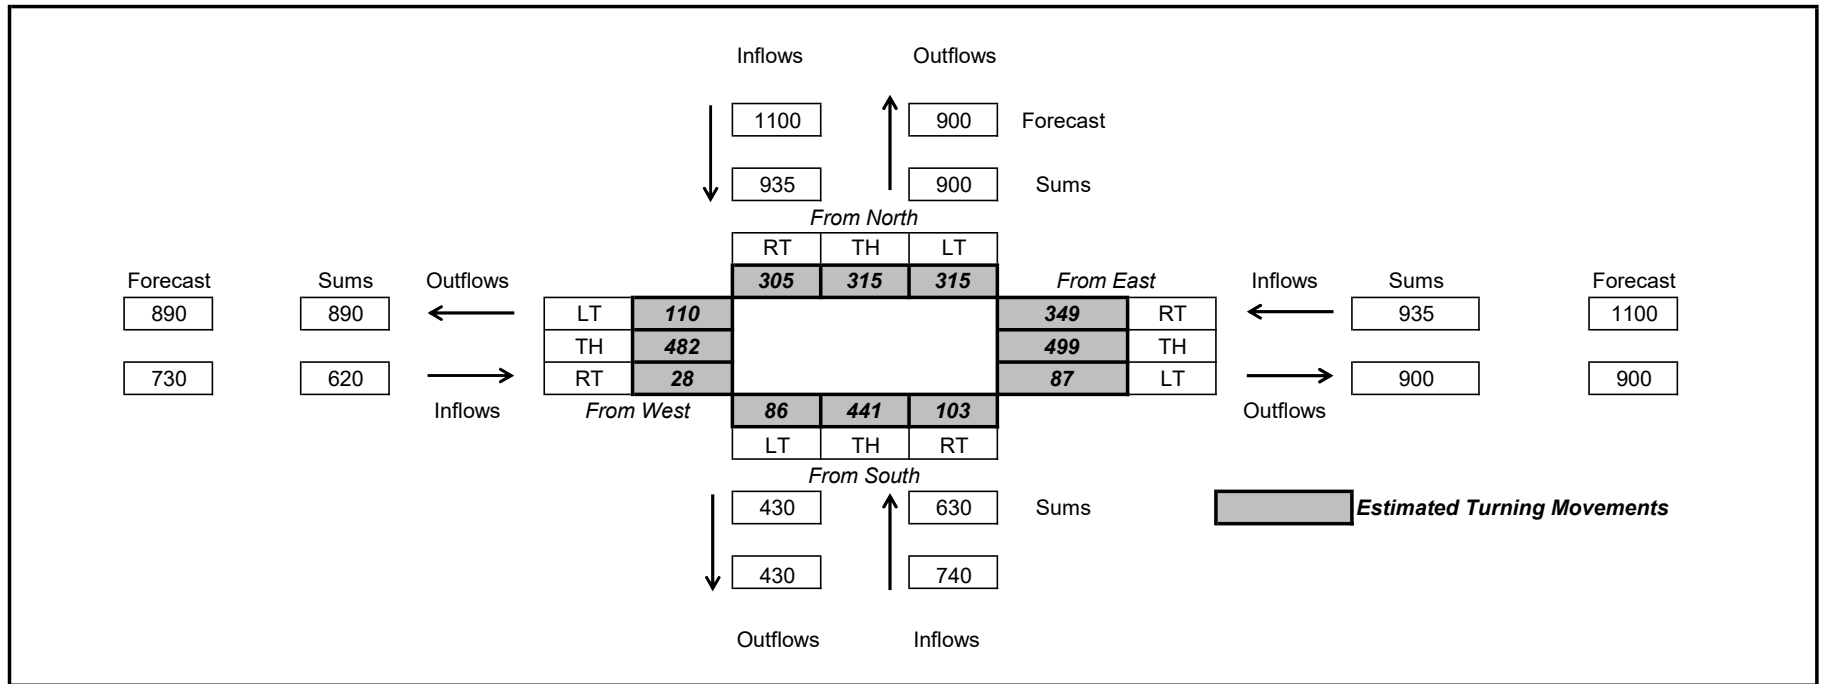 Inflows Outflows
1100 900 Forecast
935 900 Sums
From North
RT TH LT
Forecast Sums Outflows 305 315 315 From East Inflows Sums Forecast
890 890 LT 110 349 RT 935 1100
TH 482 499 TH
730 620 RT 28 87 LT 900 900
Inflows From West 86 441 103 Outflows
LT TH RT
From South
430 630 Sums Estimated Turning Movements
430 740
Outflows Inflows